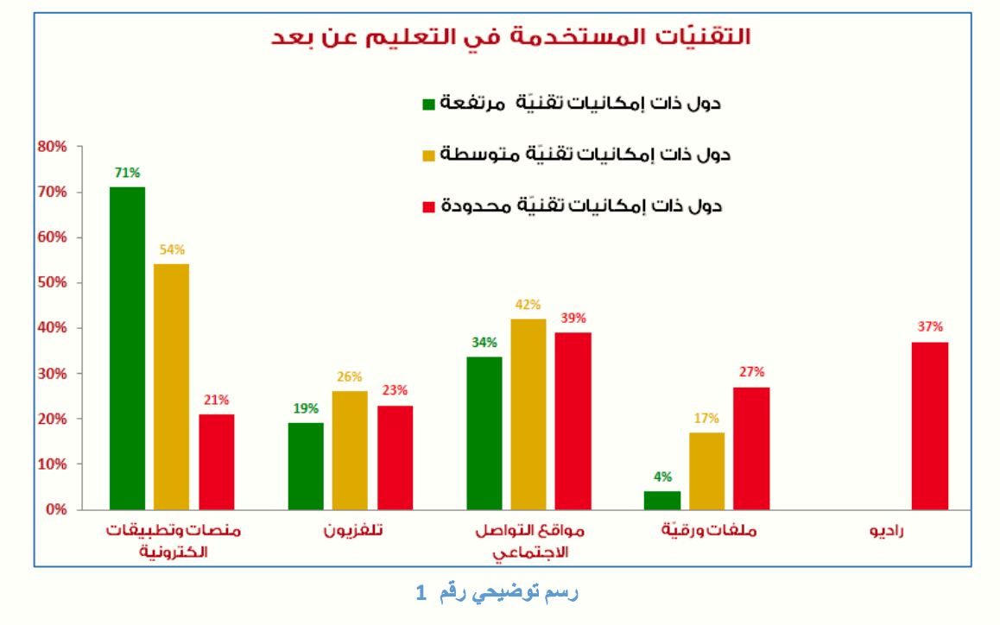 التقنيّات المستخدمة في التعليم عن بعد
دول ذات إمكانيات تقنيّة مرتفعة
دول ذات إمكانيات تقنيّة متوسطة
دول ذات إمكانيات تقنيّة محدودة
80%
70%
60%
50%
40%
30%
20%
10%
0%
71%
54%
21%
19%
26%
23%
34%
42%
39%
4%
17%
27%
37%
منصات وتطبيقات
الكترونية
تلفزيون
مواقع التواصل
الاجتماعي
ملفات ورقيّة
راديو
رسم توضيحي رقم 1